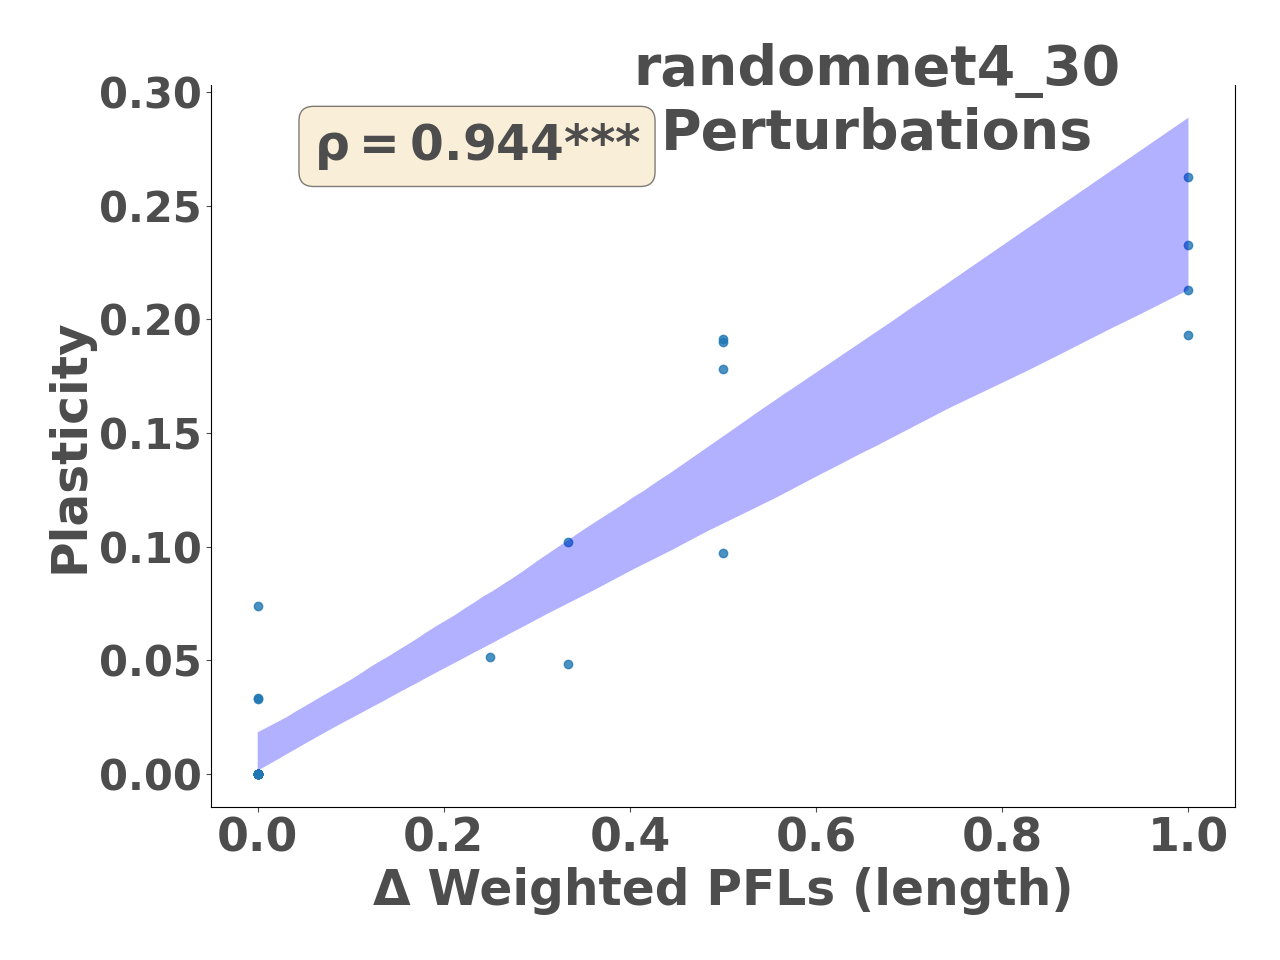 randomnet4_30
Perturbations
ρ = 0.944***
0.30
0.25
0.20
0.15
0.10
0.05
0.00
Plasticity
0.0 0.2 0.4 0.6 0.8 1.0
Δ Weighted PFLs (length)